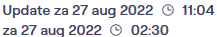 Update za 27 aug 2022 11:04
za 27 aug 2022 02:30